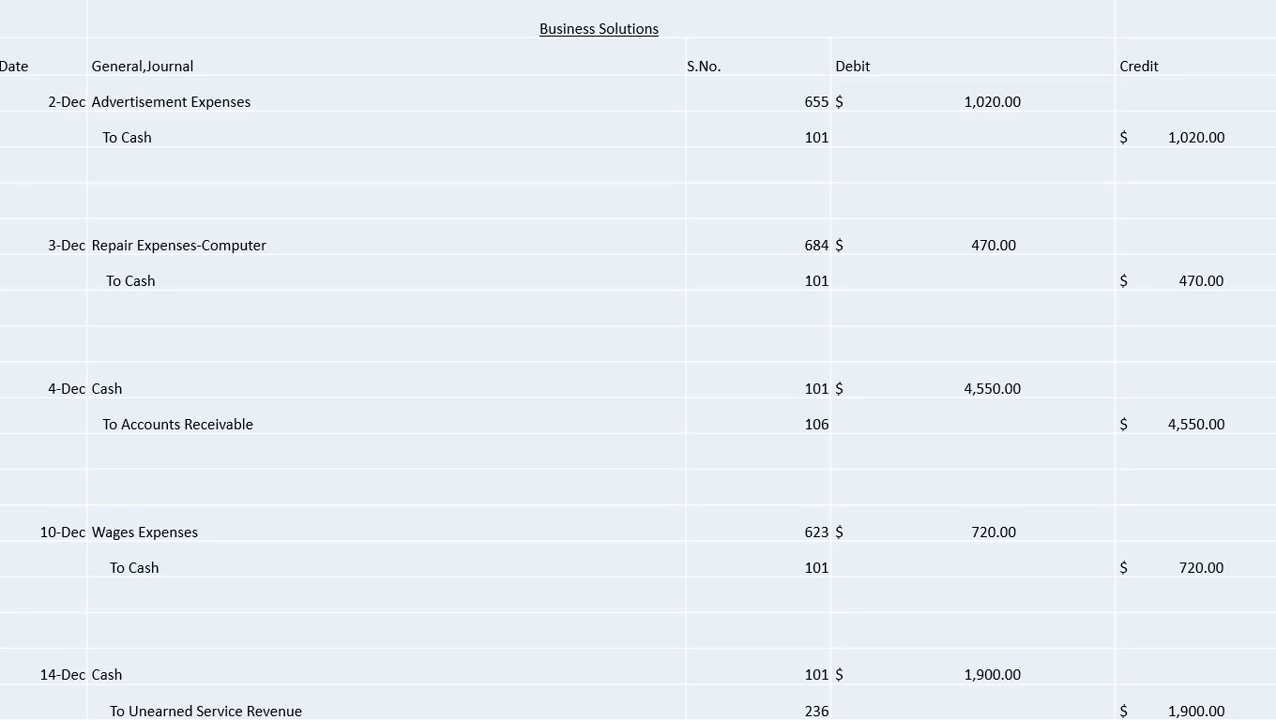 Business Solutions
Date General,Journal S.No. Debit Credit
2-Dec Advertisement Expenses 655 $ 1,020.00
To Cash 101 $ 1,020.00
3-Dec Repair Expenses-Computer 684 $ 470.00
To Cash 101 $ 470.00
4-Dec Cash 101 $ 4,550.00
To Accounts Receivable 106 $ 4,550.00
10-Dec Wages Expenses 623 $ 720.00
To Cash 101 $ 720.00
14-Dec Cash 101 $ 1,900.00
To Unearned Service Revenue 236 $ 1,900.00